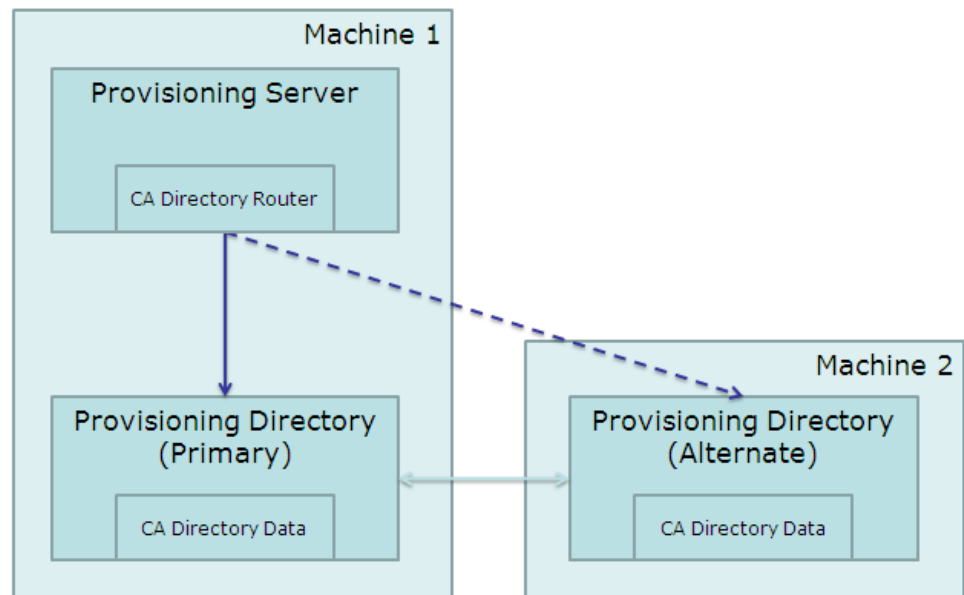 Machine 1
Provisioning Server
CA Directory Router
Machine 2
Provisioning Directory
(Primary)
CA Directory Data
Provisioning Directory
(Alternate)
CA Directory Data